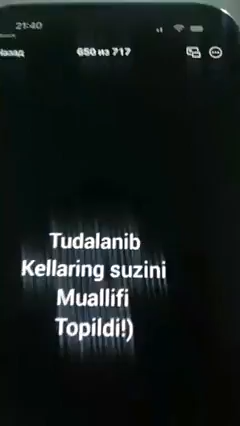 21:40
Назад
650 из 717
Tudalanib
Kellaring suzini
Muallifi
Topildi!)